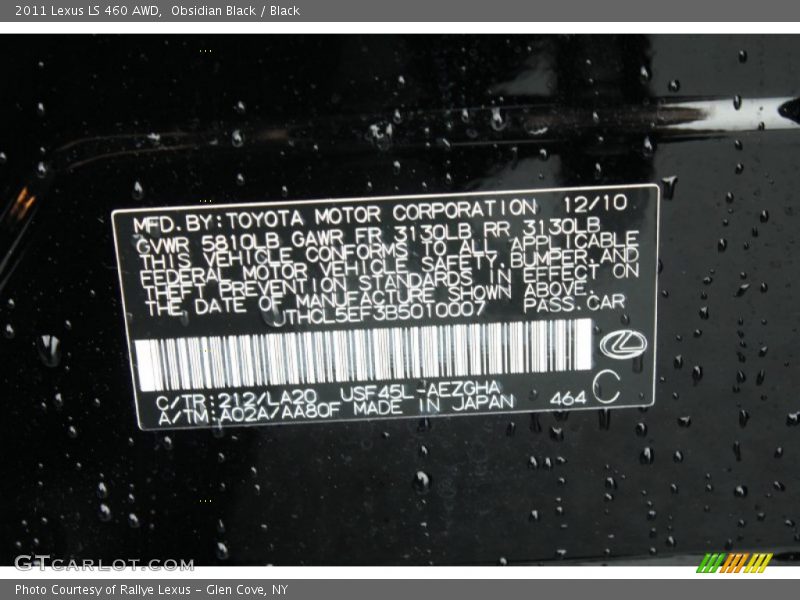 2011 Lexus LS 460 AWD, Obsidian Black / Black
MFD.BY:TOYOTA MOTOR CORPORATION 12/10
GVWR 5810LB GAWR FR 3130LB RR 3130LB
THIS VEHICLE CONFORMS TO ALL APPLICABLE
FEDERAL MOTOR VEHICLE SAFETY,BUMPER,AND
THEFT PREVENTION STANDARDS IN EFFECT ON
THE DATE OF MANUFACTURE SHOWN ABOVE.
JTHCL5EF3B5010007 PASS.CAR
C/TR:212/LA20 USF45L-AEZGHA
A/TM:A02A/AA80F MADE IN JAPAN 464 C
GTCARLOT.COM
Photo Courtesy of Rallye Lexus - Glen Cove, NY